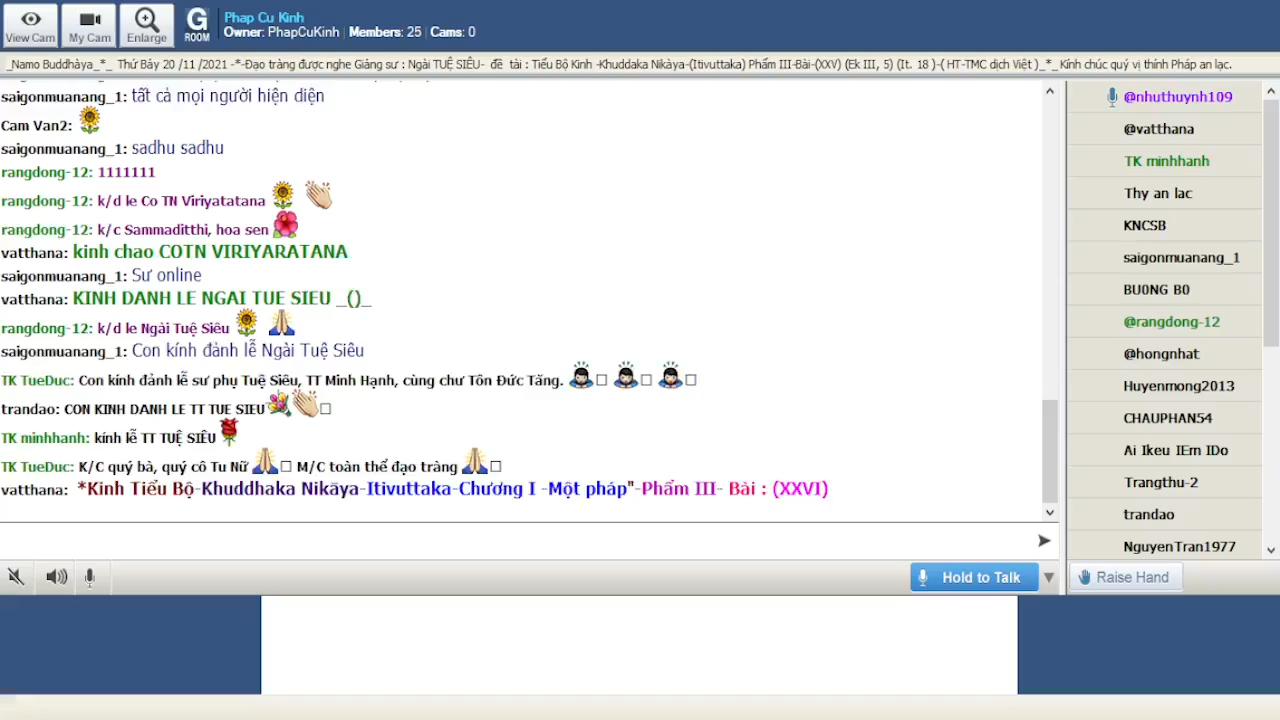 View Cam
My Cam
Enlarge
G
ROOM
Phap Cu Kinh
Owner: PhapCuKinh | Members: 25 | Cams: 0
_Namo Buddhàya_*_ Thứ Bảy 20 /11 /2021 -*-Đạo tràng được nghe Giảng sư : Ngài TUỆ SIÊU- đề tài : Tiểu Bộ Kinh -Khuddaka Nikàya-(Itivuttaka) Phẩm III-Bài-(XXV) (Ek III, 5) (It. 18 )-( HT-TMC dịch Việt )_*_Kính chúc quý vị thính Pháp an lạc.
saigonmuanang_1: tất cả mọi người hiện diện
Cam Van2:
saigonmuanang_1: sadhu sadhu
rangdong-12: 1111111
rangdong-12: k/d le Co TN Viriyatatana
rangdong-12: k/c Sammaditthi, hoa sen
vatthana: kinh chao COTN VIRIYARATANA
saigonmuanang_1: Sư online
vatthana: KINH DANH LE NGAI TUE SIEU _()_
rangdong-12: k/d le Ngài Tuệ Siêu
saigonmuanang_1: Con kính đảnh lễ Ngài Tuệ Siêu
TK TueDuc: Con kính đảnh lễ sư phụ Tuệ Siêu, TT Minh Hạnh, cùng chư Tôn Đức Tăng.
trandao: CON KINH DANH LE TT TUE SIEU
TK minhhanh: kính lễ TT TUỆ SIÊU
TK TueDuc: K/C quý bà, quý cô Tu Nữ M/C toàn thể đạo tràng
vatthana: *Kinh Tiểu Bộ-Khuddhaka Nikāya-Itivuttaka-Chương I -Một pháp"-Phẩm III- Bài : (XXVI)
@nhuthuynh109
@vatthana
TK minhhanh
Thy an lac
KNCSB
saigonmuanang_1
BU0NG B0
@rangdong-12
@hongnhat
Huyenmong2013
CHAUPHAN54
Ai Ikeu IEm IDo
Trangthu-2
trandao
NguyenTran1977
Hold to Talk
Raise Hand